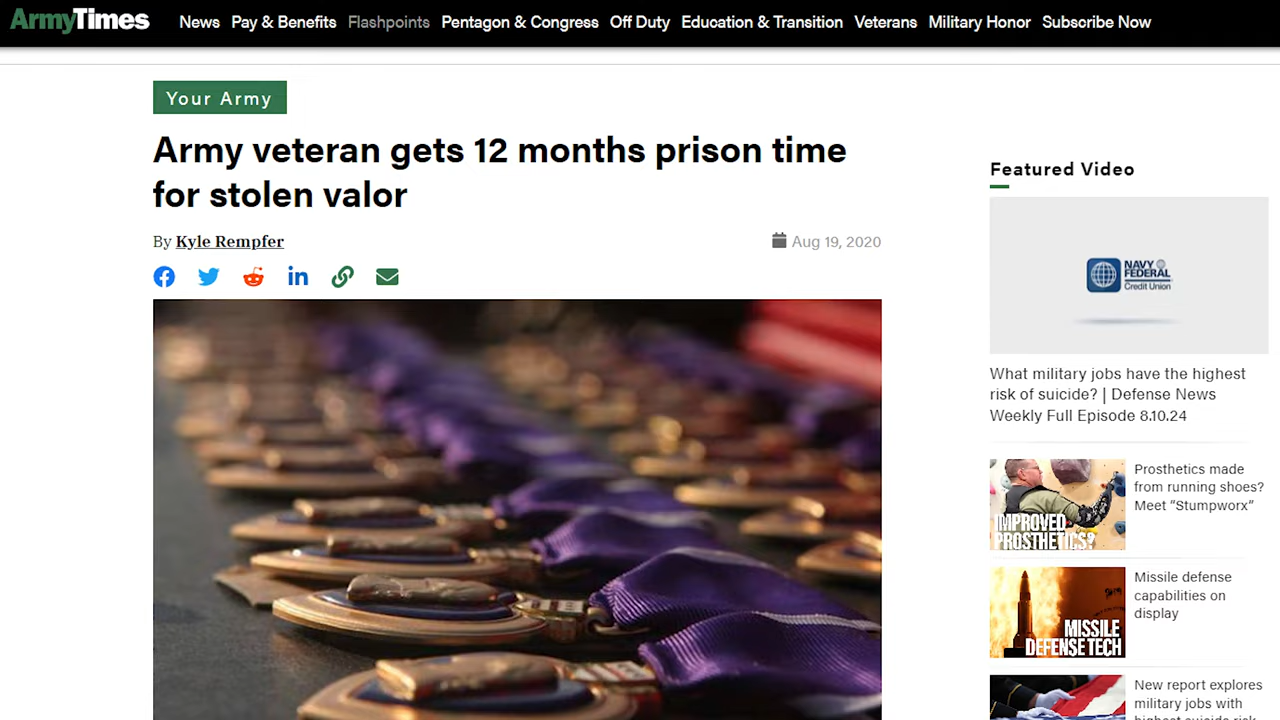 ArmyTimes News Pay & Benefits Flashpoints Pentagon & Congress Off Duty Education & Transition Veterans Military Honor Subscribe Now
Your Army
Army veteran gets 12 months prison time
for stolen valor
By Kyle Rempfer
Aug 19, 2020
Featured Video
NAVY
FEDERAL
Credit Union
What military jobs have the highest
risk of suicide? | Defense News
Weekly Full Episode 8.10.24
IMPROVED
PROSTHETICS?
Prosthetics made
from running shoes?
Meet “Stumpworx”
MISSILE
DEFENSE TECH
Missile defense
capabilities on
display
New report explores
military jobs with
highest suicide risk